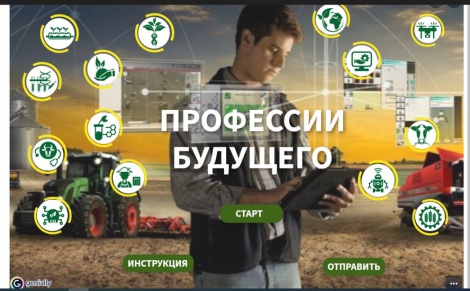 ПРОФЕССИИ
БУДУЩЕГО
СТАРТ
ИНСТРУКЦИЯ
ОТПРАВИТЬ
genially